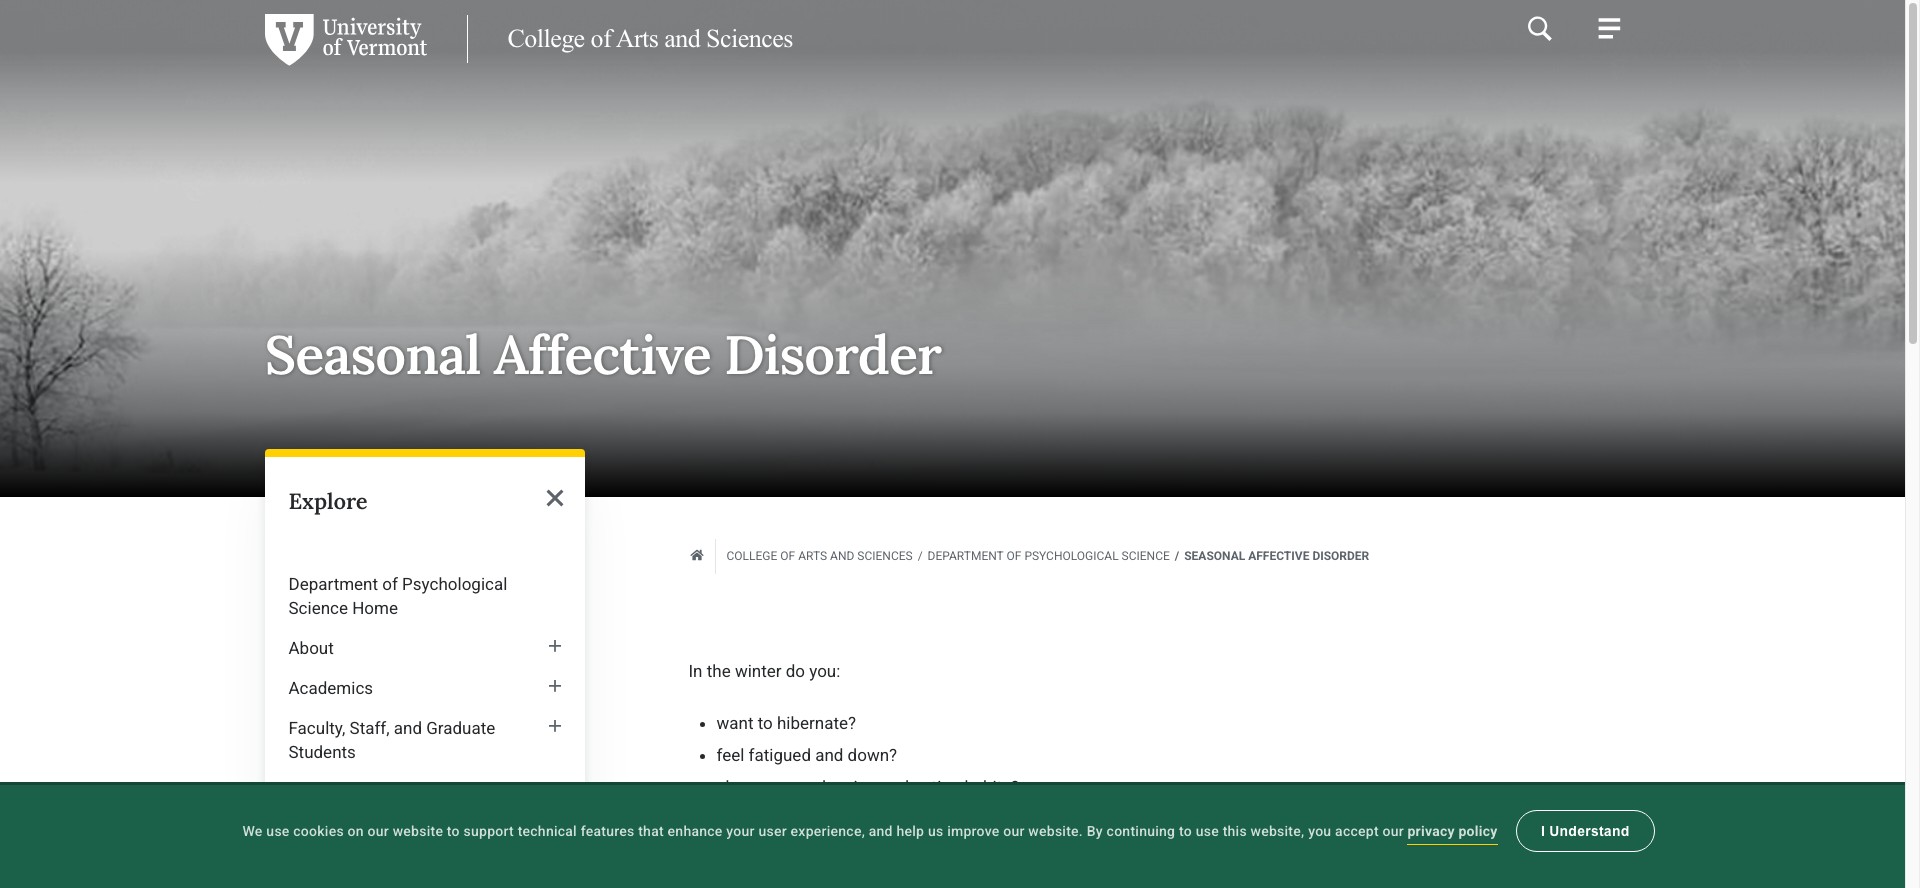 University
of Vermont
College of Arts and Sciences
Seasonal Affective Disorder
Explore
Department of Psychological
Science Home
About
Academics
Faculty, Staff, and Graduate
Students
COLLEGE OF ARTS AND SCIENCES / DEPARTMENT OF PSYCHOLOGICAL SCIENCE / SEASONAL AFFECTIVE DISORDER
In the winter do you:
• want to hibernate?
• feel fatigued and down?
We use cookies on our website to support technical features that enhance your user experience, and help us improve our website. By continuing to use this website, you accept our privacy policy
I Understand